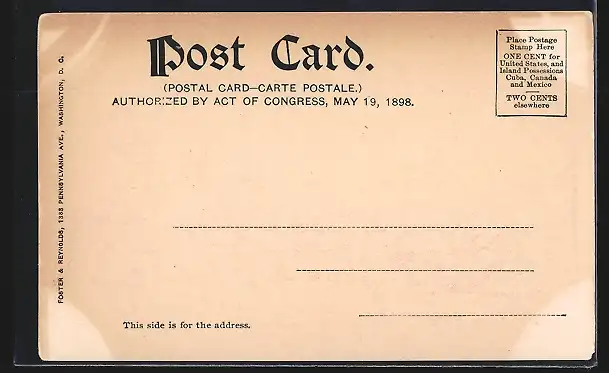 Post Card.
(POSTAL CARD—CARTE POSTALE.)
AUTHORIZED BY ACT OF CONGRESS, MAY 19, 1898.
Place Postage
Stamp Here
ONE CENT for
United States, and
Island Possessions
Cuba, Canada
and Mexico
TWO CENTS
elsewhere
FOSTER & REYNOLDS, 1333 PENNSYLVANIA AVE., WASHINGTON, D. C.
This side is for the address.